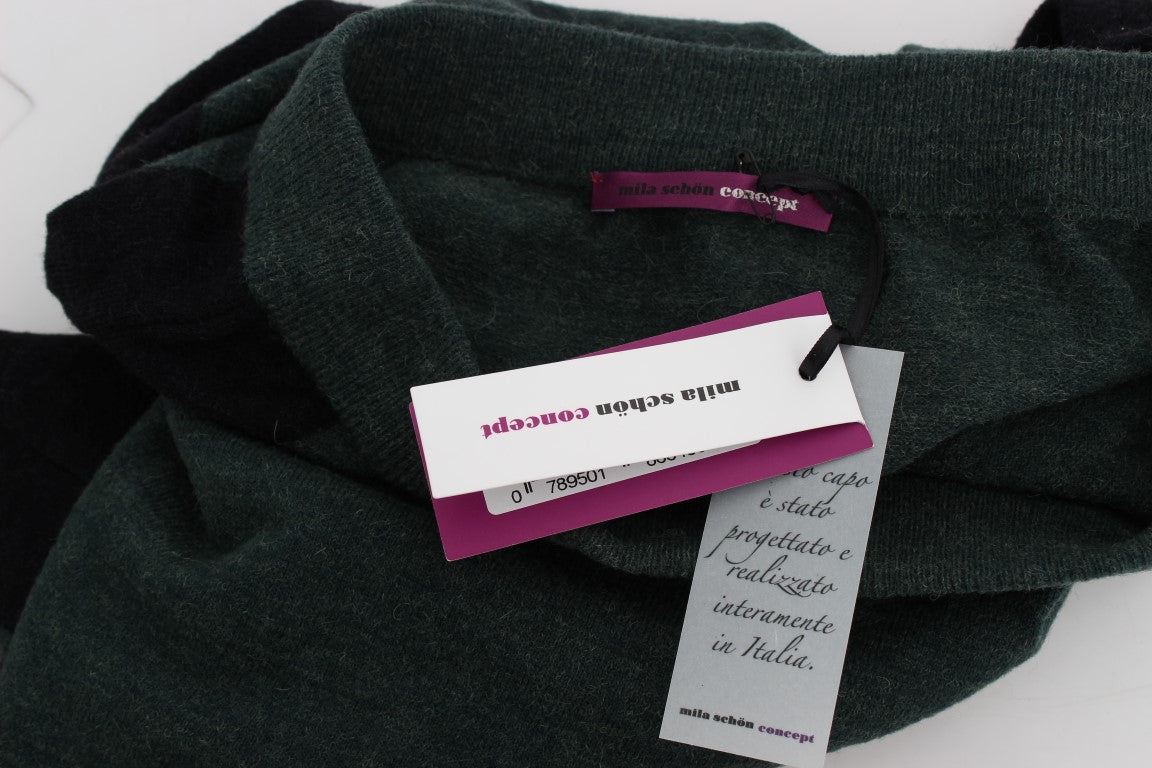 mila schön concept
mila schön concept
0 789501
capo
è stato
progettato e
realizzato
interamente
in Italia.
mila schön concept